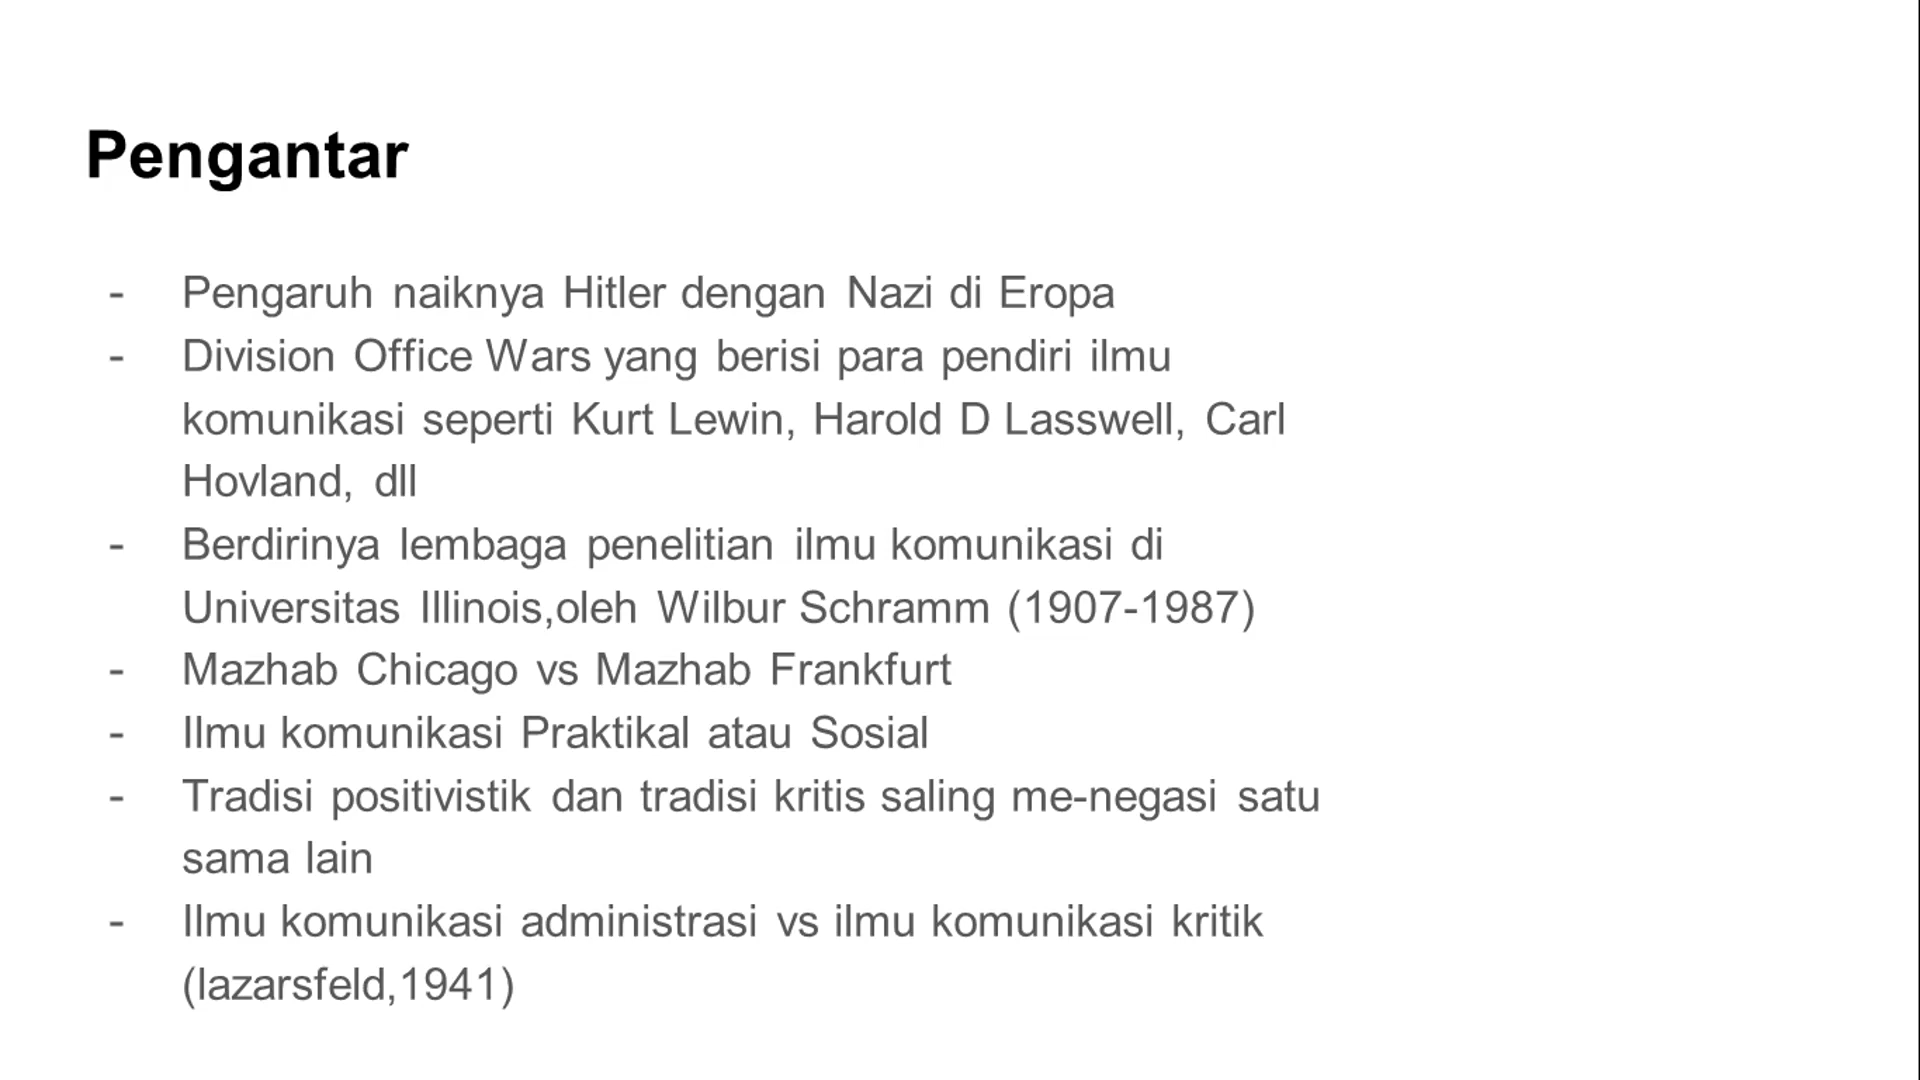 Pengantar
- Pengaruh naiknya Hitler dengan Nazi di Eropa
- Division Office Wars yang berisi para pendiri ilmu
komunikasi seperti Kurt Lewin, Harold D Lasswell, Carl
Hovland, dll
- Berdirinya lembaga penelitian ilmu komunikasi di
Universitas Illinois,oleh Wilbur Schramm (1907-1987)
- Mazhab Chicago vs Mazhab Frankfurt
- Ilmu komunikasi Praktikal atau Sosial
- Tradisi positivistik dan tradisi kritis saling me-negasi satu
sama lain
- Ilmu komunikasi administrasi vs ilmu komunikasi kritik
(lazarsfeld,1941)